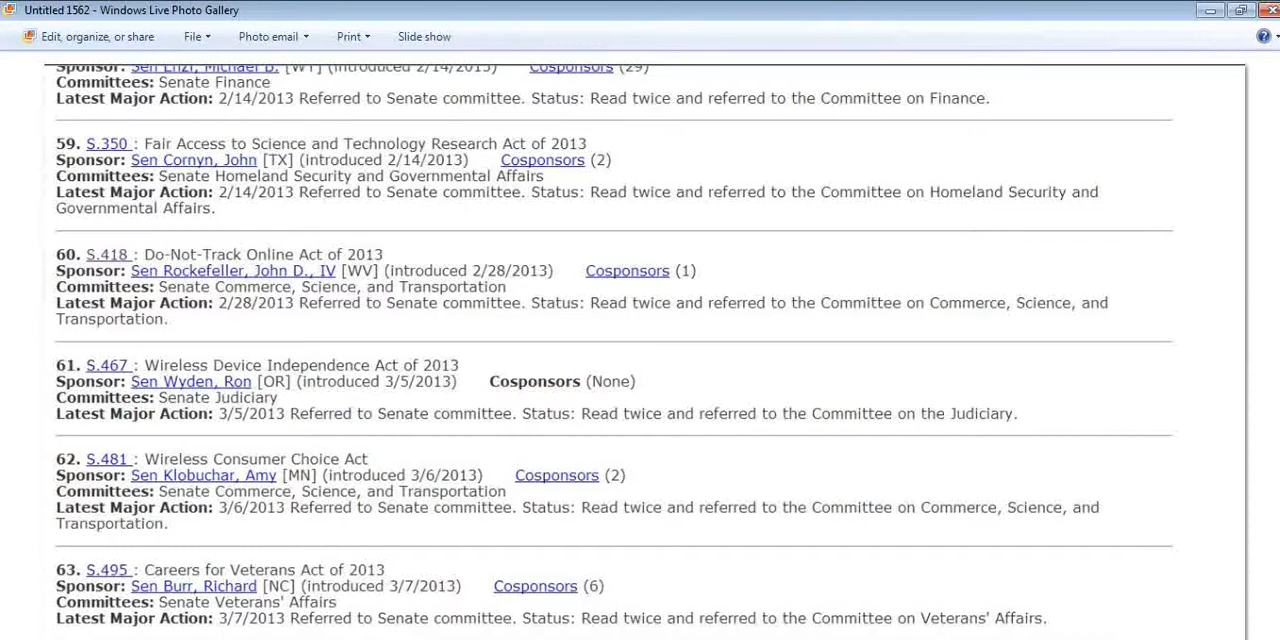 Untitled 1562 - Windows Live Photo Gallery
Edit, organize, or share File Photo email Print Slide show
Sponsor: Sen Enzi, Michael B. [WY] (introduced 2/14/2013) Cosponsors (29)
Committees: Senate Finance
Latest Major Action: 2/14/2013 Referred to Senate committee. Status: Read twice and referred to the Committee on Finance.
59. S.350 : Fair Access to Science and Technology Research Act of 2013
Sponsor: Sen Cornyn, John [TX] (introduced 2/14/2013) Cosponsors (2)
Committees: Senate Homeland Security and Governmental Affairs
Latest Major Action: 2/14/2013 Referred to Senate committee. Status: Read twice and referred to the Committee on Homeland Security and
Governmental Affairs.
60. S.418 : Do-Not-Track Online Act of 2013
Sponsor: Sen Rockefeller, John D., IV [WV] (introduced 2/28/2013) Cosponsors (1)
Committees: Senate Commerce, Science, and Transportation
Latest Major Action: 2/28/2013 Referred to Senate committee. Status: Read twice and referred to the Committee on Commerce, Science, and
Transportation.
61. S.467 : Wireless Device Independence Act of 2013
Sponsor: Sen Wyden, Ron [OR] (introduced 3/5/2013) Cosponsors (None)
Committees: Senate Judiciary
Latest Major Action: 3/5/2013 Referred to Senate committee. Status: Read twice and referred to the Committee on the Judiciary.
62. S.481 : Wireless Consumer Choice Act
Sponsor: Sen Klobuchar, Amy [MN] (introduced 3/6/2013) Cosponsors (2)
Committees: Senate Commerce, Science, and Transportation
Latest Major Action: 3/6/2013 Referred to Senate committee. Status: Read twice and referred to the Committee on Commerce, Science, and
Transportation.
63. S.495 : Careers for Veterans Act of 2013
Sponsor: Sen Burr, Richard [NC] (introduced 3/7/2013) Cosponsors (6)
Committees: Senate Veterans' Affairs
Latest Major Action: 3/7/2013 Referred to Senate committee. Status: Read twice and referred to the Committee on Veterans' Affairs.